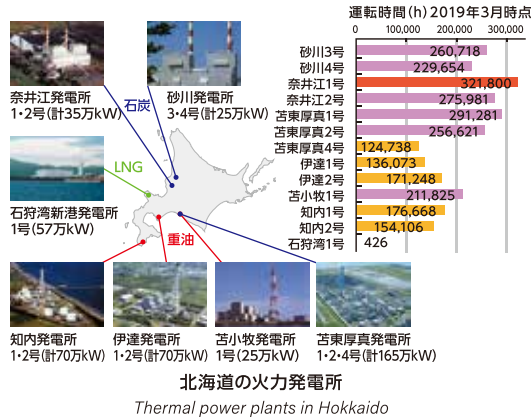 運転時間(h)2019年3月時点
0 100,000 200,000 300,000
砂川3号 260,718
砂川4号 229,654
奈井江1号 321,800
奈井江2号 275,981
苫東厚真1号 291,281
苫東厚真2号 256,621
苫東厚真4号 124,738
伊達1号 136,073
伊達2号 171,248
苫小牧1号 211,825
知内1号 176,668
知内2号 154,106
石狩湾1号 426
奈井江発電所
1・2号(計35万kW)
砂川発電所
3・4号(計25万kW)
石炭
LNG
石狩湾新港発電所
1号(57万kW)
重油
知内発電所
1・2号(計70万kW)
伊達発電所
1・2号(計70万kW)
苫小牧発電所
1号(25万kW)
苫東厚真発電所
1・2・4号(計165万kW)
北海道の火力発電所
Thermal power plants in Hokkaido